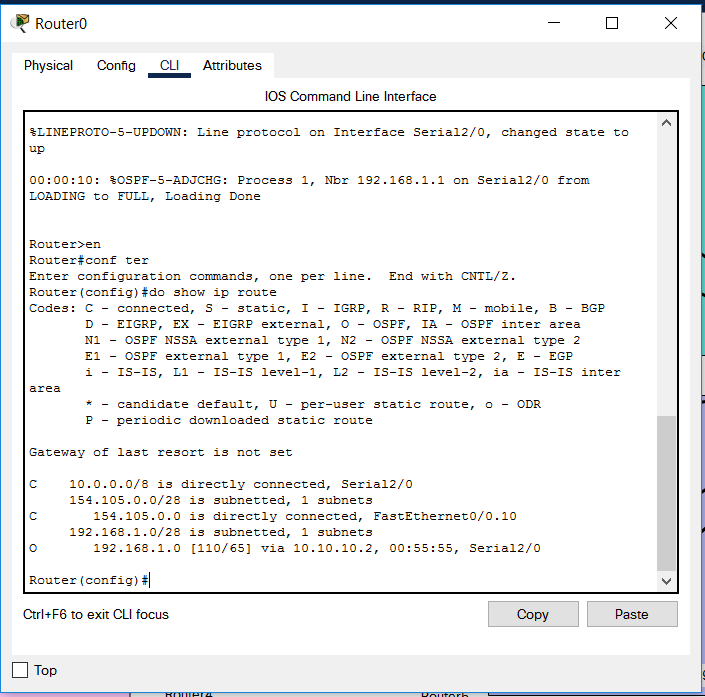 Router0
Physical Config CLI Attributes
IOS Command Line Interface
%LINEPROTO-5-UPDOWN: Line protocol on Interface Serial2/0, changed state to
up
00:00:10: %OSPF-5-ADJCHG: Process 1, Nbr 192.168.1.1 on Serial2/0 from
LOADING to FULL, Loading Done
Router>en
Router#conf ter
Enter configuration commands, one per line.  End with CNTL/Z.
Router(config)#do show ip route
Codes: C - connected, S - static, I - IGRP, R - RIP, M - mobile, B - BGP
       D - EIGRP, EX - EIGRP external, O - OSPF, IA - OSPF inter area
       N1 - OSPF NSSA external type 1, N2 - OSPF NSSA external type 2
       E1 - OSPF external type 1, E2 - OSPF external type 2, E - EGP
       i - IS-IS, L1 - IS-IS level-1, L2 - IS-IS level-2, ia - IS-IS inter
area
       * - candidate default, U - per-user static route, o - ODR
       P - periodic downloaded static route
Gateway of last resort is not set
C    10.0.0.0/8 is directly connected, Serial2/0
     154.105.0.0/28 is subnetted, 1 subnets
C       154.105.0.0 is directly connected, FastEthernet0/0.10
     192.168.1.0/28 is subnetted, 1 subnets
O       192.168.1.0 [110/65] via 10.10.10.2, 00:55:55, Serial2/0
Router(config)#
Ctrl+F6 to exit CLI focus
Copy Paste
Top